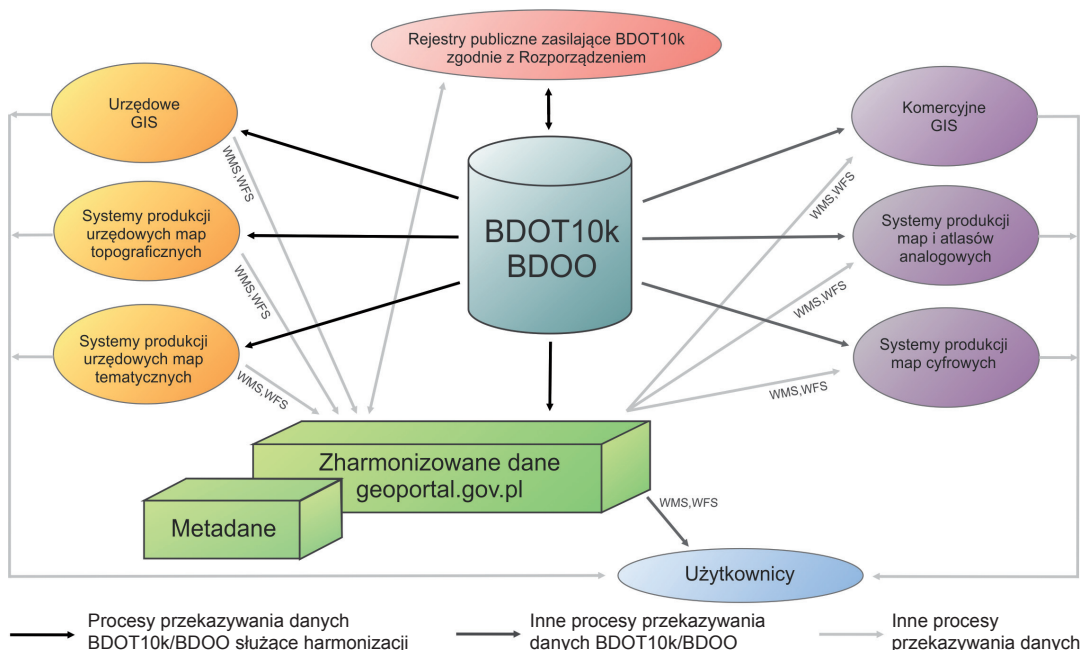 Rejestry publiczne zasilające BDOT10k
zgodnie z Rozporządzeniem
Urzędowe
GIS
Komercyjne
GIS
WMS,WFS
WMS,WFS
Systemy produkcji
urzędowych map
topograficznych
BDOT10k
BDOO
Systemy produkcji
map i atlasów
analogowych
WMS,WFS
WMS,WFS
Systemy produkcji
urzędowych map
tematycznych
Systemy produkcji
map cyfrowych
WMS,WFS
WMS,WFS
Zharmonizowane dane
geoportal.gov.pl
Metadane
WMS,WFS
Użytkownicy
Procesy przekazywania danych
BDOT10k/BDOO służące harmonizacji
Inne procesy przekazywania
danych BDOT10k/BDOO
Inne procesy
przekazywania danych